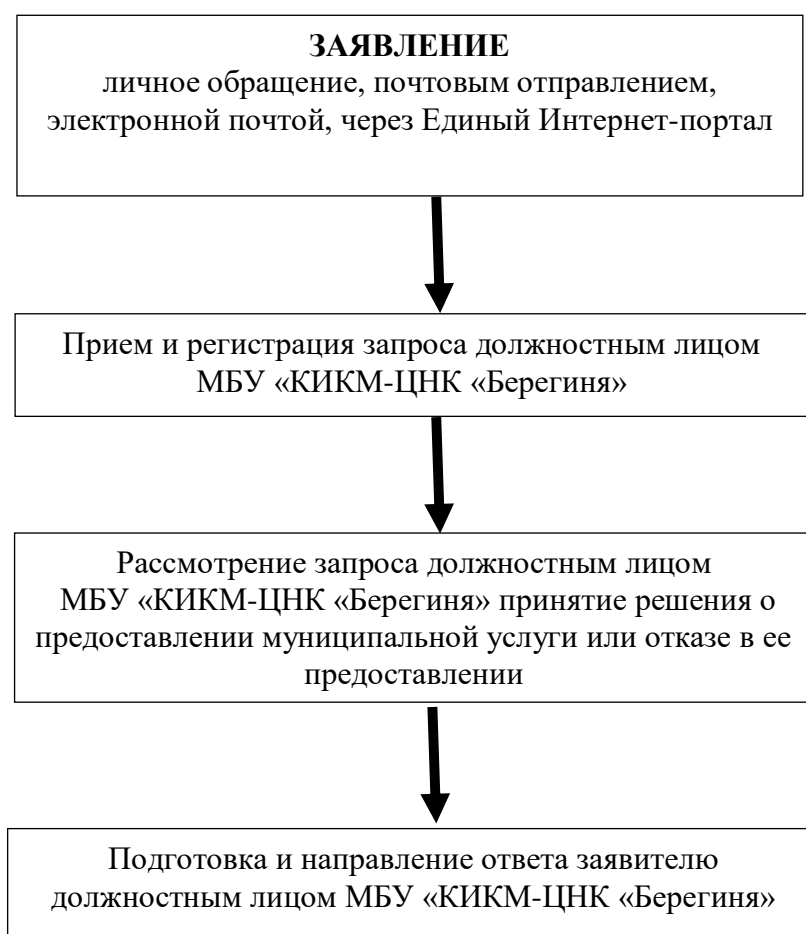 ЗАЯВЛЕНИЕ
личное обращение, почтовым отправлением,
электронной почтой, через Единый Интернет-портал
Прием и регистрация запроса должностным лицом
МБУ «КИКМ-ЦНК «Берегиня»
Рассмотрение запроса должностным лицом
МБУ «КИКМ-ЦНК «Берегиня» принятие решения о
предоставлении муниципальной услуги или отказе в ее
предоставлении
Подготовка и направление ответа заявителю
должностным лицом МБУ «КИКМ-ЦНК «Берегиня»